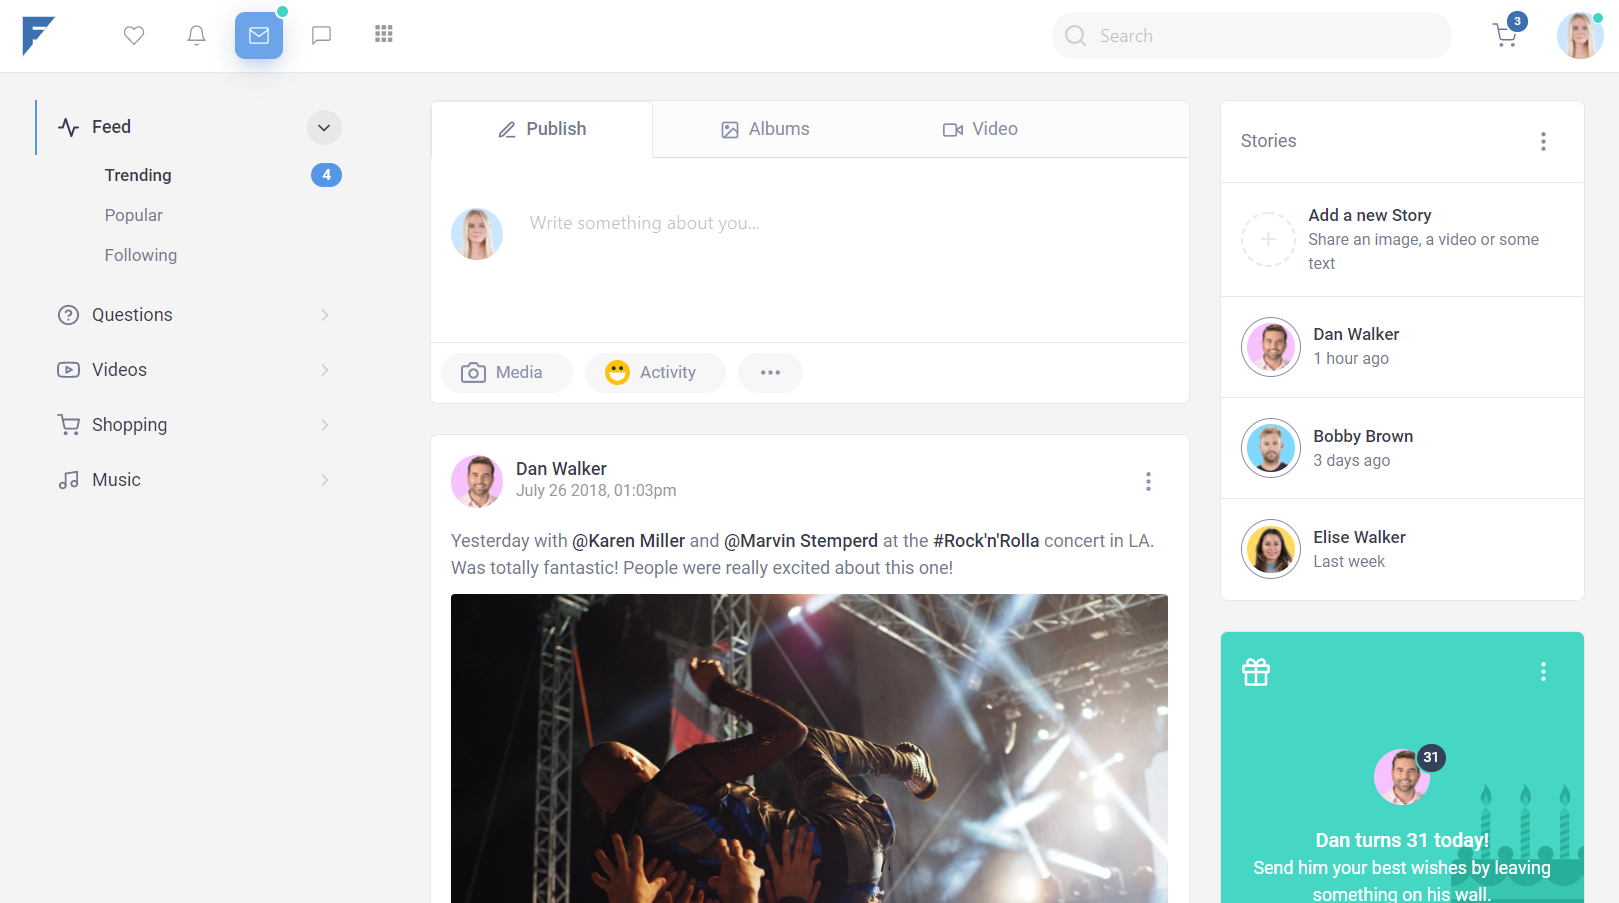 Search
3
Feed
Trending
4
Popular
Following
Questions
Videos
Shopping
Music
Publish
Albums
Video
Write something about you...
Media
Activity
Dan Walker
July 26 2018, 01:03pm
Yesterday with @Karen Miller and @Marvin Stemperd at the #Rock'n'Rolla concert in LA.
Was totally fantastic! People were really excited about this one!
Stories
Add a new Story
Share an image, a video or some
text
Dan Walker
1 hour ago
Bobby Brown
3 days ago
Elise Walker
Last week
31
Dan turns 31 today!
Send him your best wishes by leaving
something on his wall.